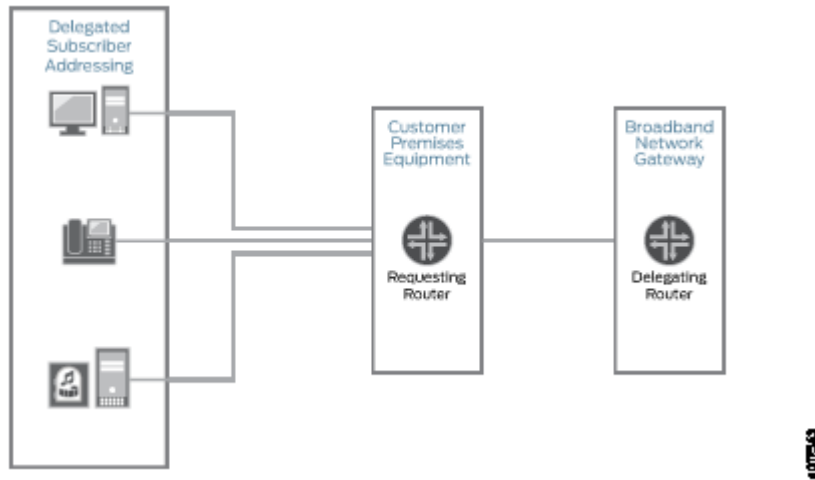 Delegated
Subscriber
Addressing
Customer
Premises
Equipment
Requesting
Router
Broadband
Network
Gateway
Delegating
Router